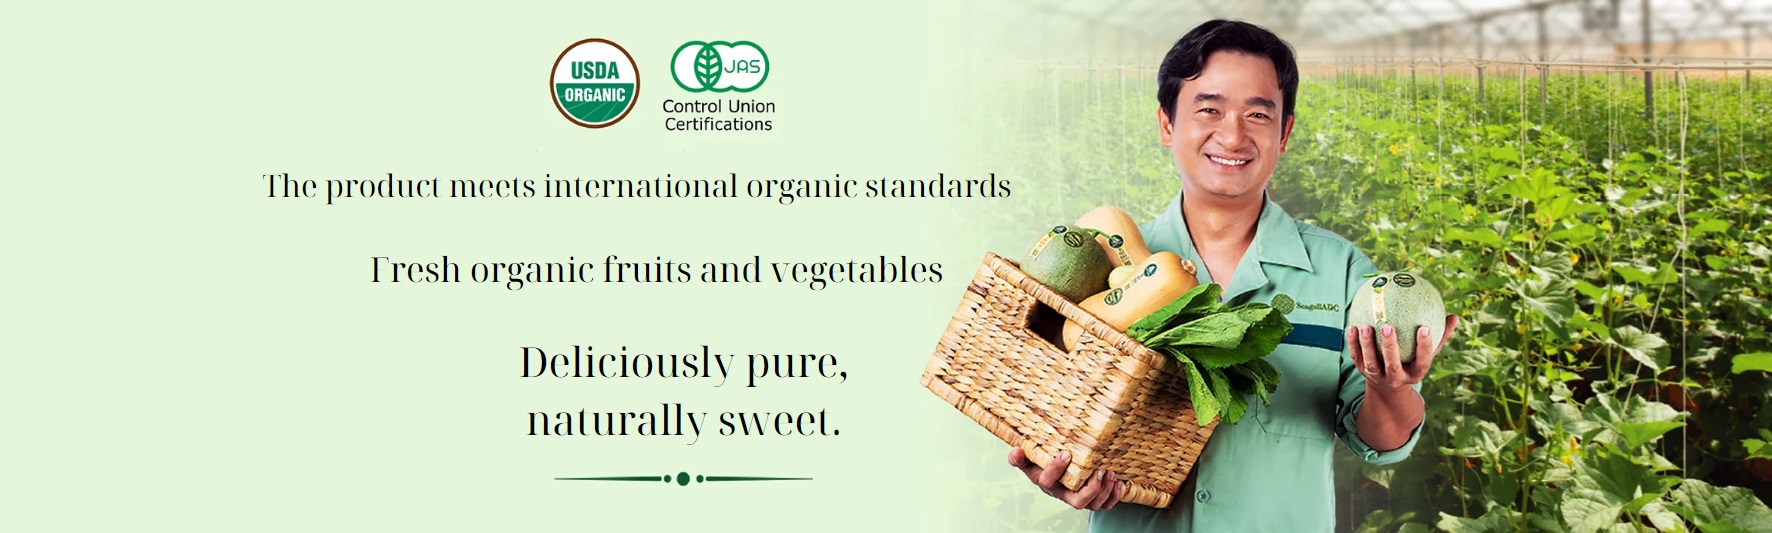 USDA
ORGANIC
JAS
Control Union
Certifications
The product meets international organic standards
Fresh organic fruits and vegetables
Deliciously pure,
naturally sweet.
SeagullADC